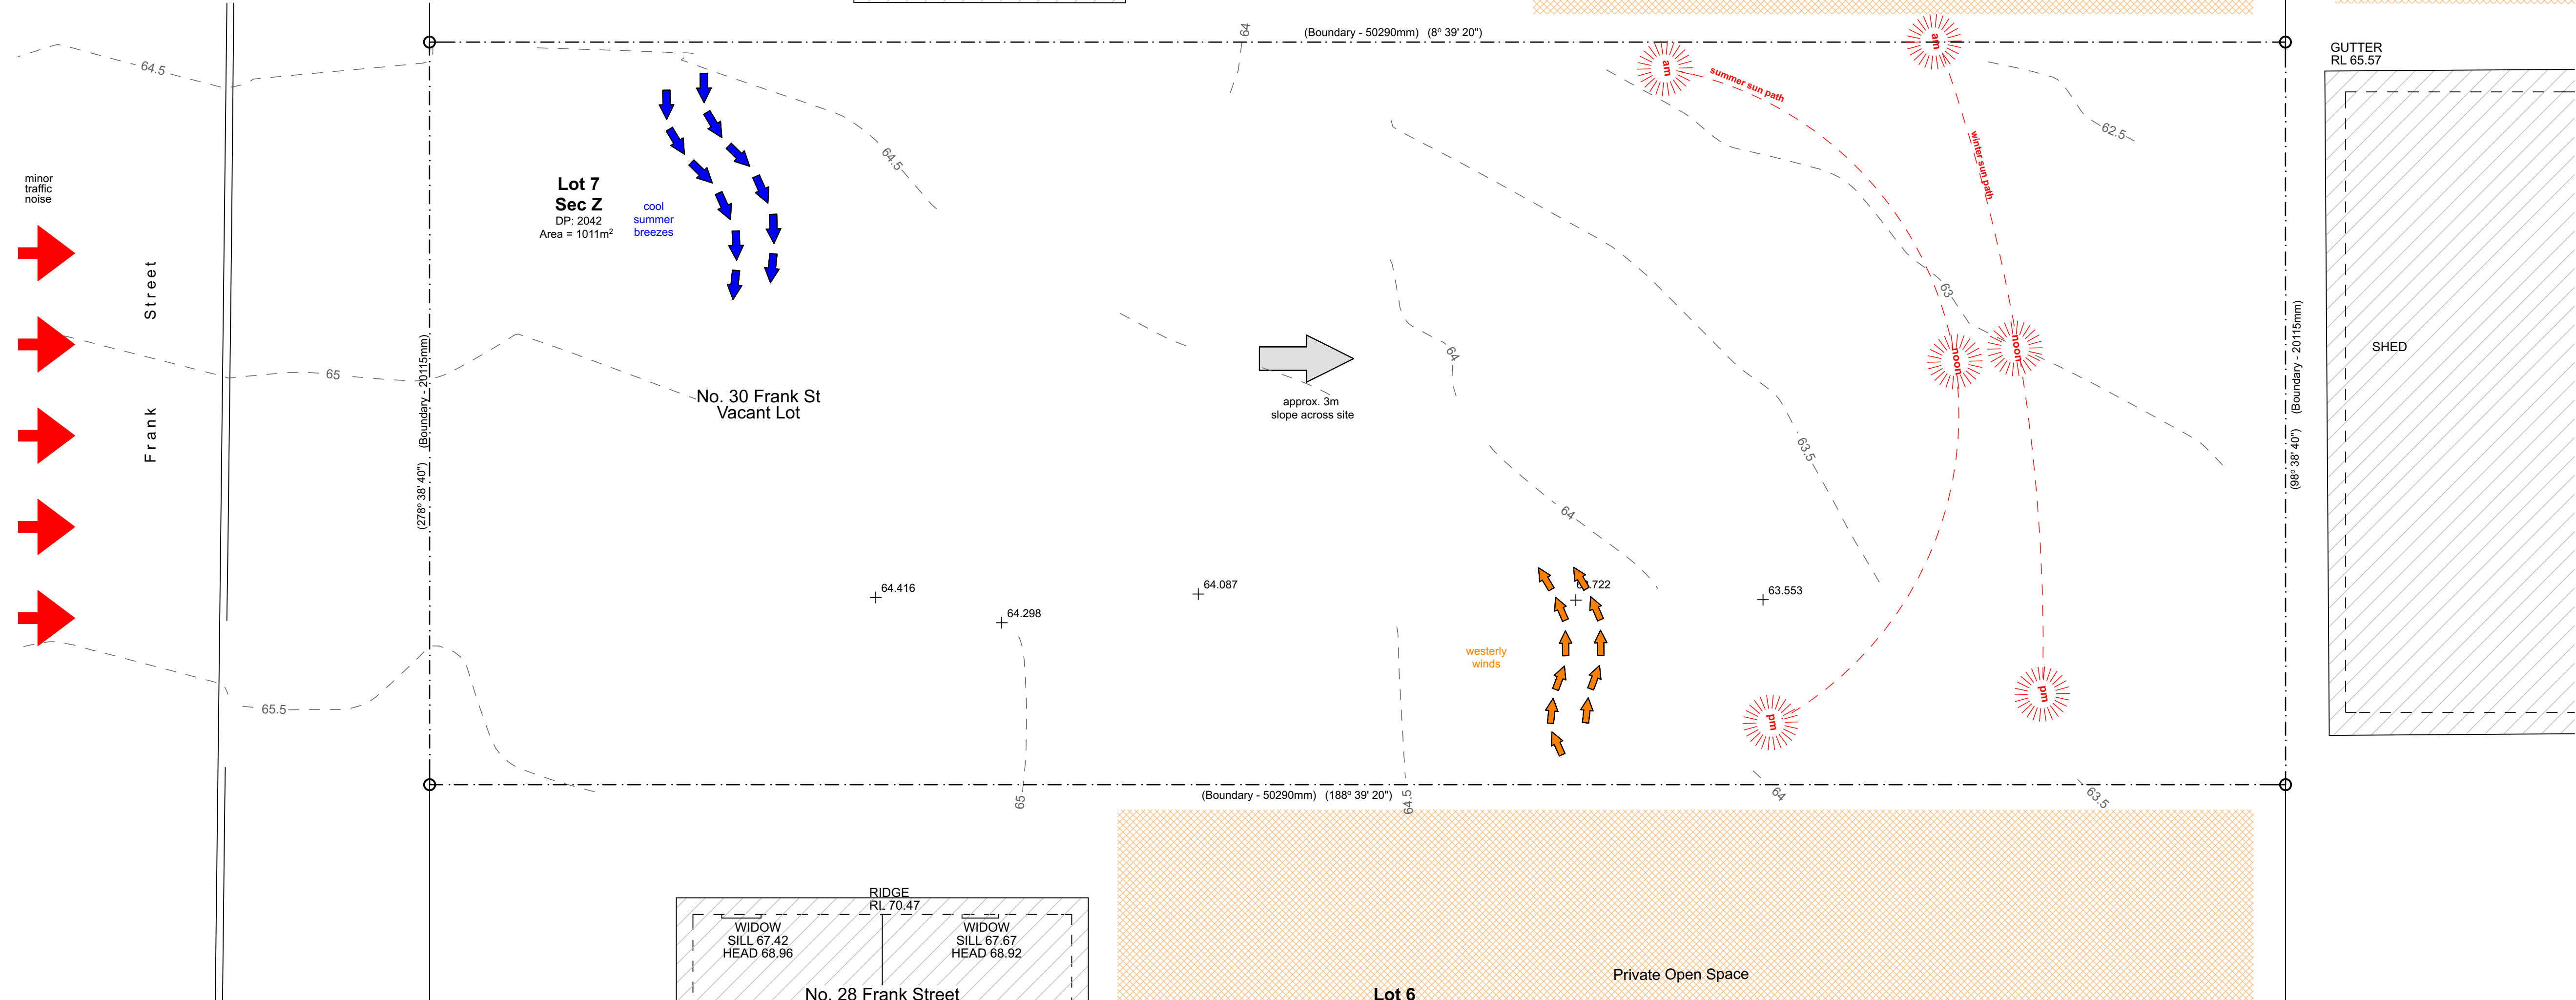 64
(Boundary - 50290mm) (8º 39' 20")
am
am
GUTTER
RL 65.57
64.5
summer sun path
62.5
winter sun path
minor
traffic
noise
Lot 7
Sec Z
DP: 2042
Area = 1011m²
cool
summer
breezes
64.5
Frank Street
63
(278º 38' 40") (Boundary - 20115mm)
(98º 38' 40") (Boundary - 20115mm)
64
noon
noon
SHED
65
No. 30 Frank St
Vacant Lot
approx. 3m
slope across site
63.5
64
64.416
64.298
64.087
.722
63.553
westerly
winds
65.5
pm
pm
65
(Boundary - 50290mm) (188º 39' 20")
64.5
64
63.5
RIDGE
RL 70.47
WIDOW
SILL 67.42
HEAD 68.96
WIDOW
SILL 67.67
HEAD 68.92
Private Open Space
No. 28 Frank Street
Lot 6